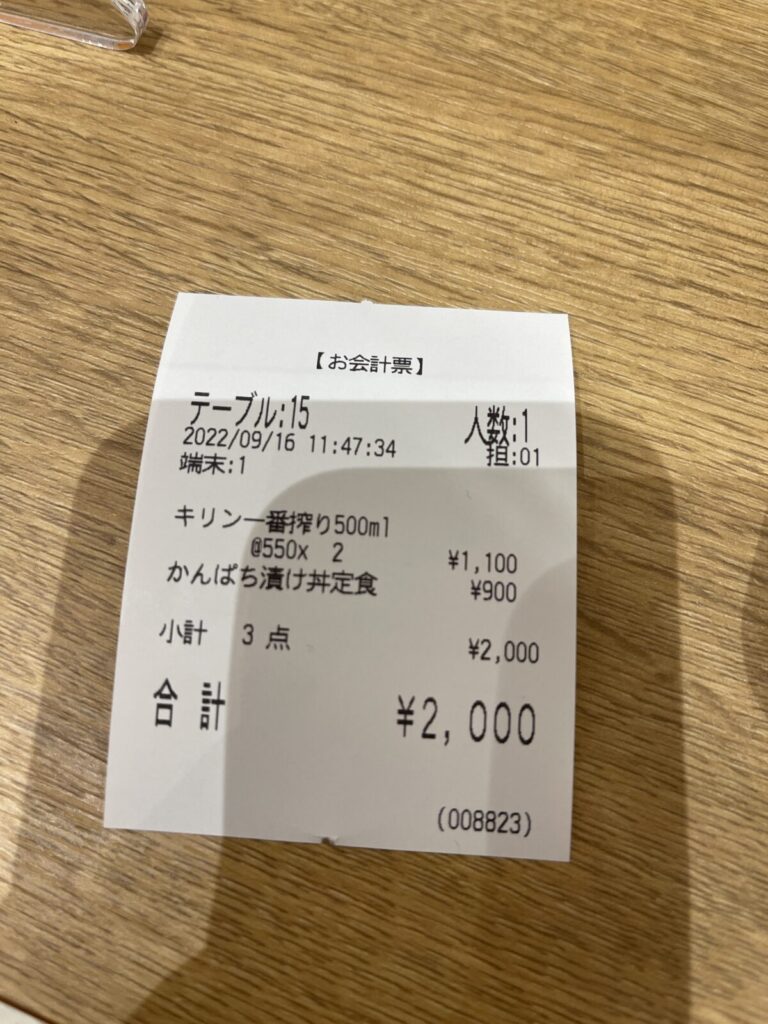 【お会計票】
テーブル:15 人数:1
2022/09/16 11:47:34 担:01
端末:1
キリン一番搾り500ml
@550x 2 ¥1,100
かんぱち漬け丼定食 ¥900
小計 3 点 ¥2,000
合計 ¥2,000
(008823)